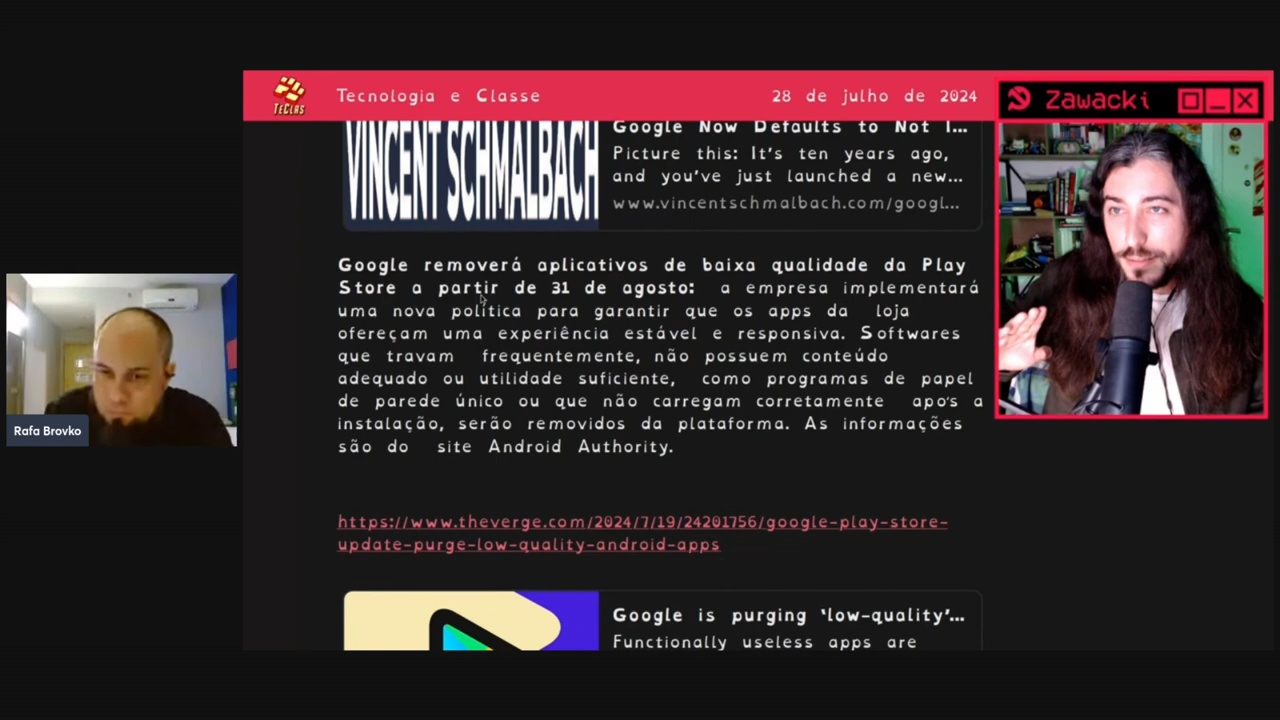 TECLAS
Tecnologia e Classe
28 de julho de 2024
Zawacki
VINCENT SCHMALBACH
Google Now Defaults to Not I...
Picture this: It's ten years ago,
and you've just launched a new...
www.vincentschmalbach.com/googl...
Google removerá aplicativos de baixa qualidade da Play
Store a partir de 31 de agosto: a empresa implementará
uma nova política para garantir que os apps da loja
ofereçam uma experiência estável e responsiva. Softwares
que travam frequentemente, não possuem conteúdo
adequado ou utilidade suficiente, como programas de papel
de parede único ou que não carregam corretamente apo's a
instalação, serão removidos da plataforma. As informações
são do site Android Authority.
Rafa Brovko
https://www.theverge.com/2024/7/19/24201756/google-play-store-
update-purge-low-quality-android-apps
Google is purging ‘low-quality’...
Functionally useless apps are